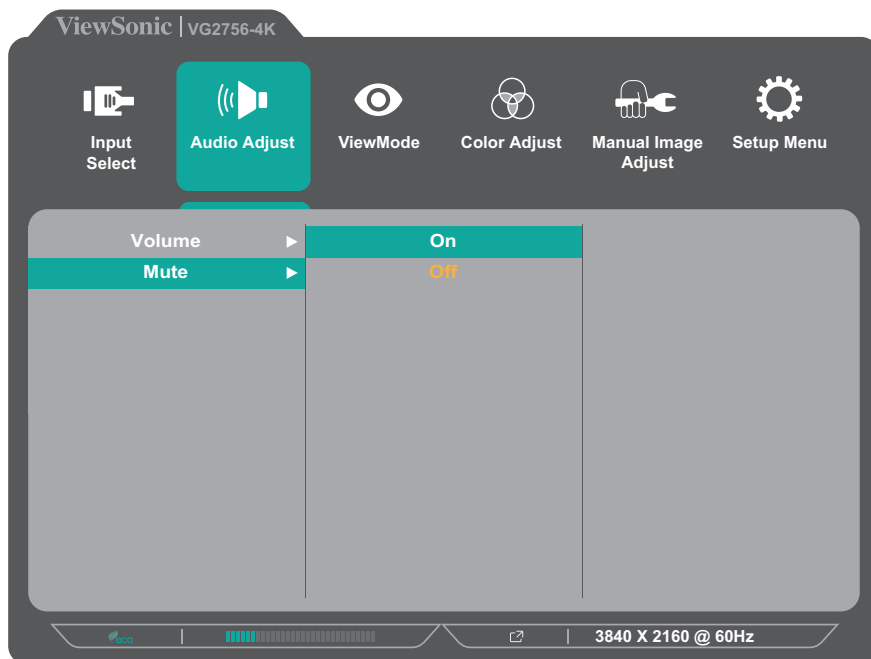 ViewSonic | VG2756-4K
Input Select
Audio Adjust
ViewMode
Color Adjust
Manual Image Adjust
Setup Menu
Volume
On
Mute
Off
eco
3840 X 2160 @ 60Hz